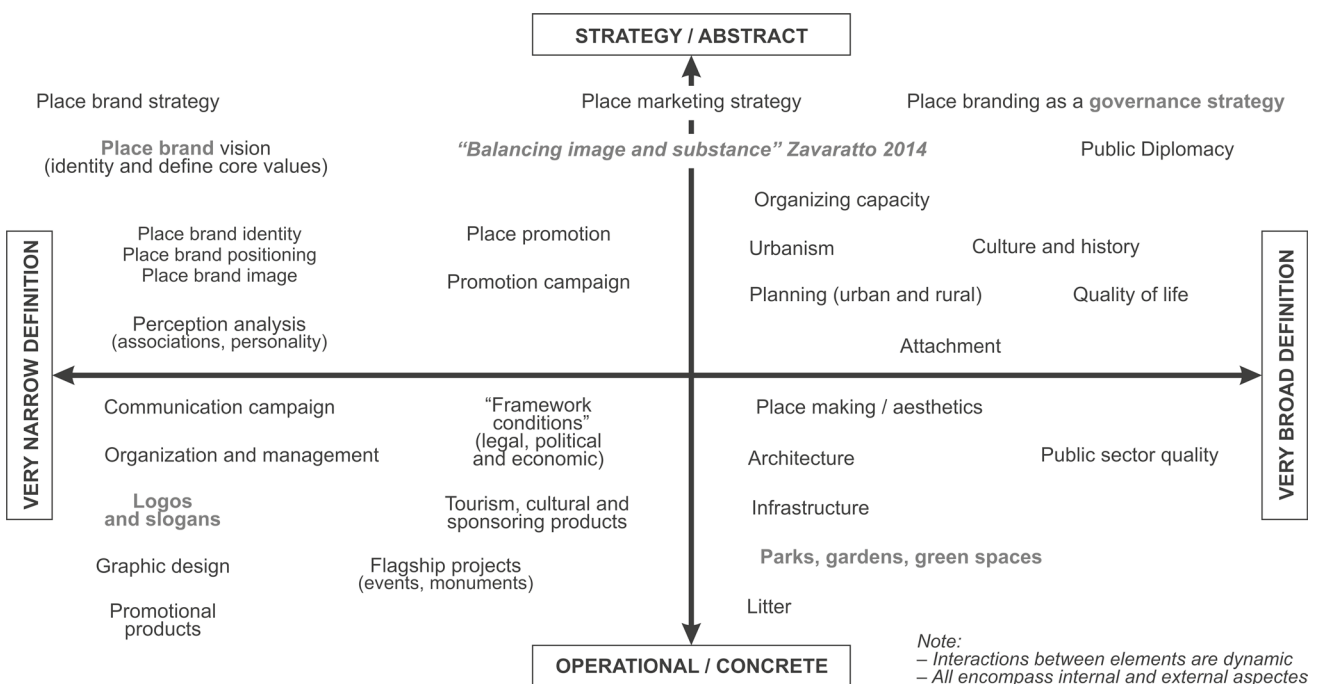 STRATEGY / ABSTRACT
Place brand strategy
Place marketing strategy
Place branding as a governance strategy
Place brand vision
(identity and define core values)
“Balancing image and substance” Zavaratto 2014
Public Diplomacy
Organizing capacity
Place brand identity
Place brand positioning
Place brand image
Place promotion
Urbanism
Culture and history
Promotion campaign
Planning (urban and rural)
Quality of life
Perception analysis
(associations, personality)
Attachment
VERY NARROW DEFINITION
VERY BROAD DEFINITION
Communication campaign
“Framework
conditions”
(legal, political
and economic)
Place making / aesthetics
Organization and management
Architecture
Public sector quality
Logos
and slogans
Tourism, cultural and
sponsoring products
Infrastructure
Graphic design
Flagship projects
(events, monuments)
Parks, gardens, green spaces
Promotional
products
Litter
OPERATIONAL / CONCRETE
Note:
– Interactions between elements are dynamic
– All encompass internal and external aspectes